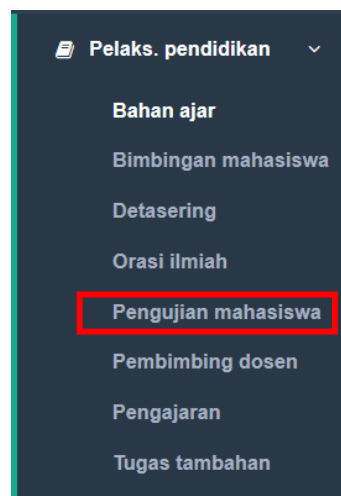 Pelaks. pendidikan
Bahan ajar
Bimbingan mahasiswa
Detasering
Orasi ilmiah
Pengujian mahasiswa
Pembimbing dosen
Pengajaran
Tugas tambahan